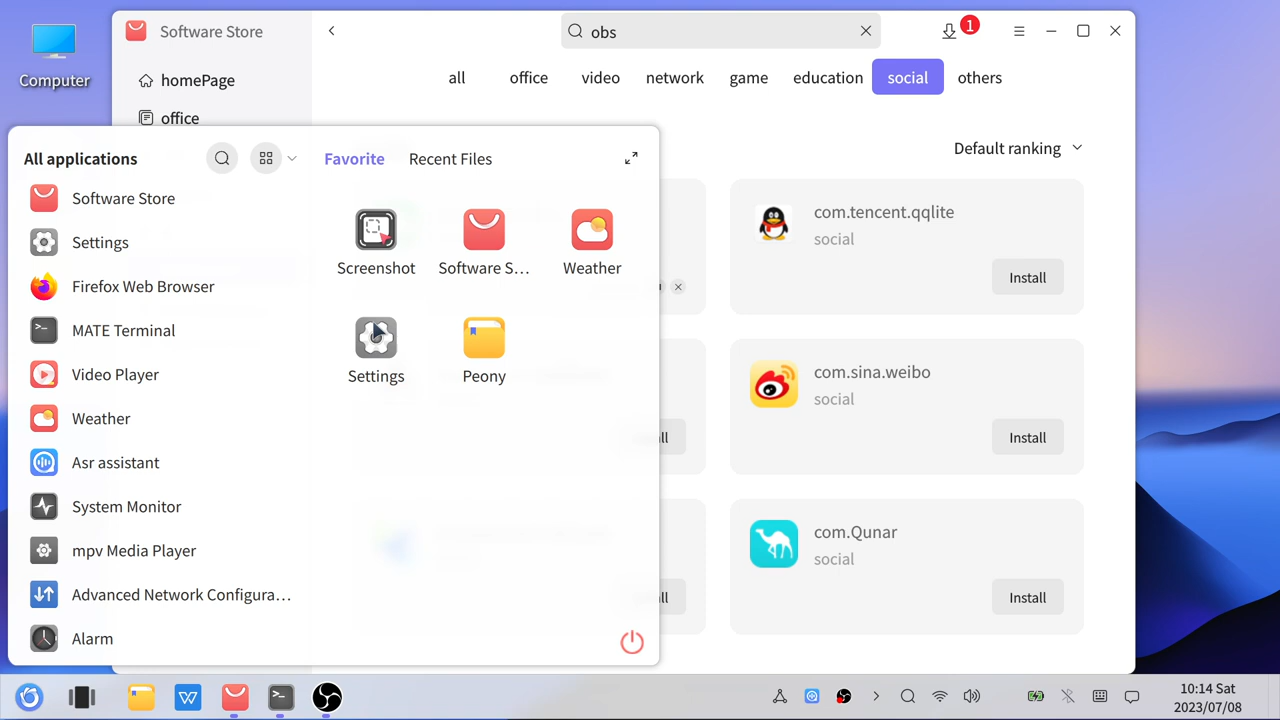 Computer
Software Store
obs
1
homePage
office
all office video network game education social others
Default ranking
All applications
Software Store
Settings
Firefox Web Browser
MATE Terminal
Video Player
Weather
Asr assistant
System Monitor
mpv Media Player
Advanced Network Configura…
Alarm
Favorite Recent Files
Screenshot Software S… Weather
Settings Peony
com.tencent.qqlite
social
Install
com.sina.weibo
social
Install
com.Qunar
social
Install
10:14 Sat
2023/07/08